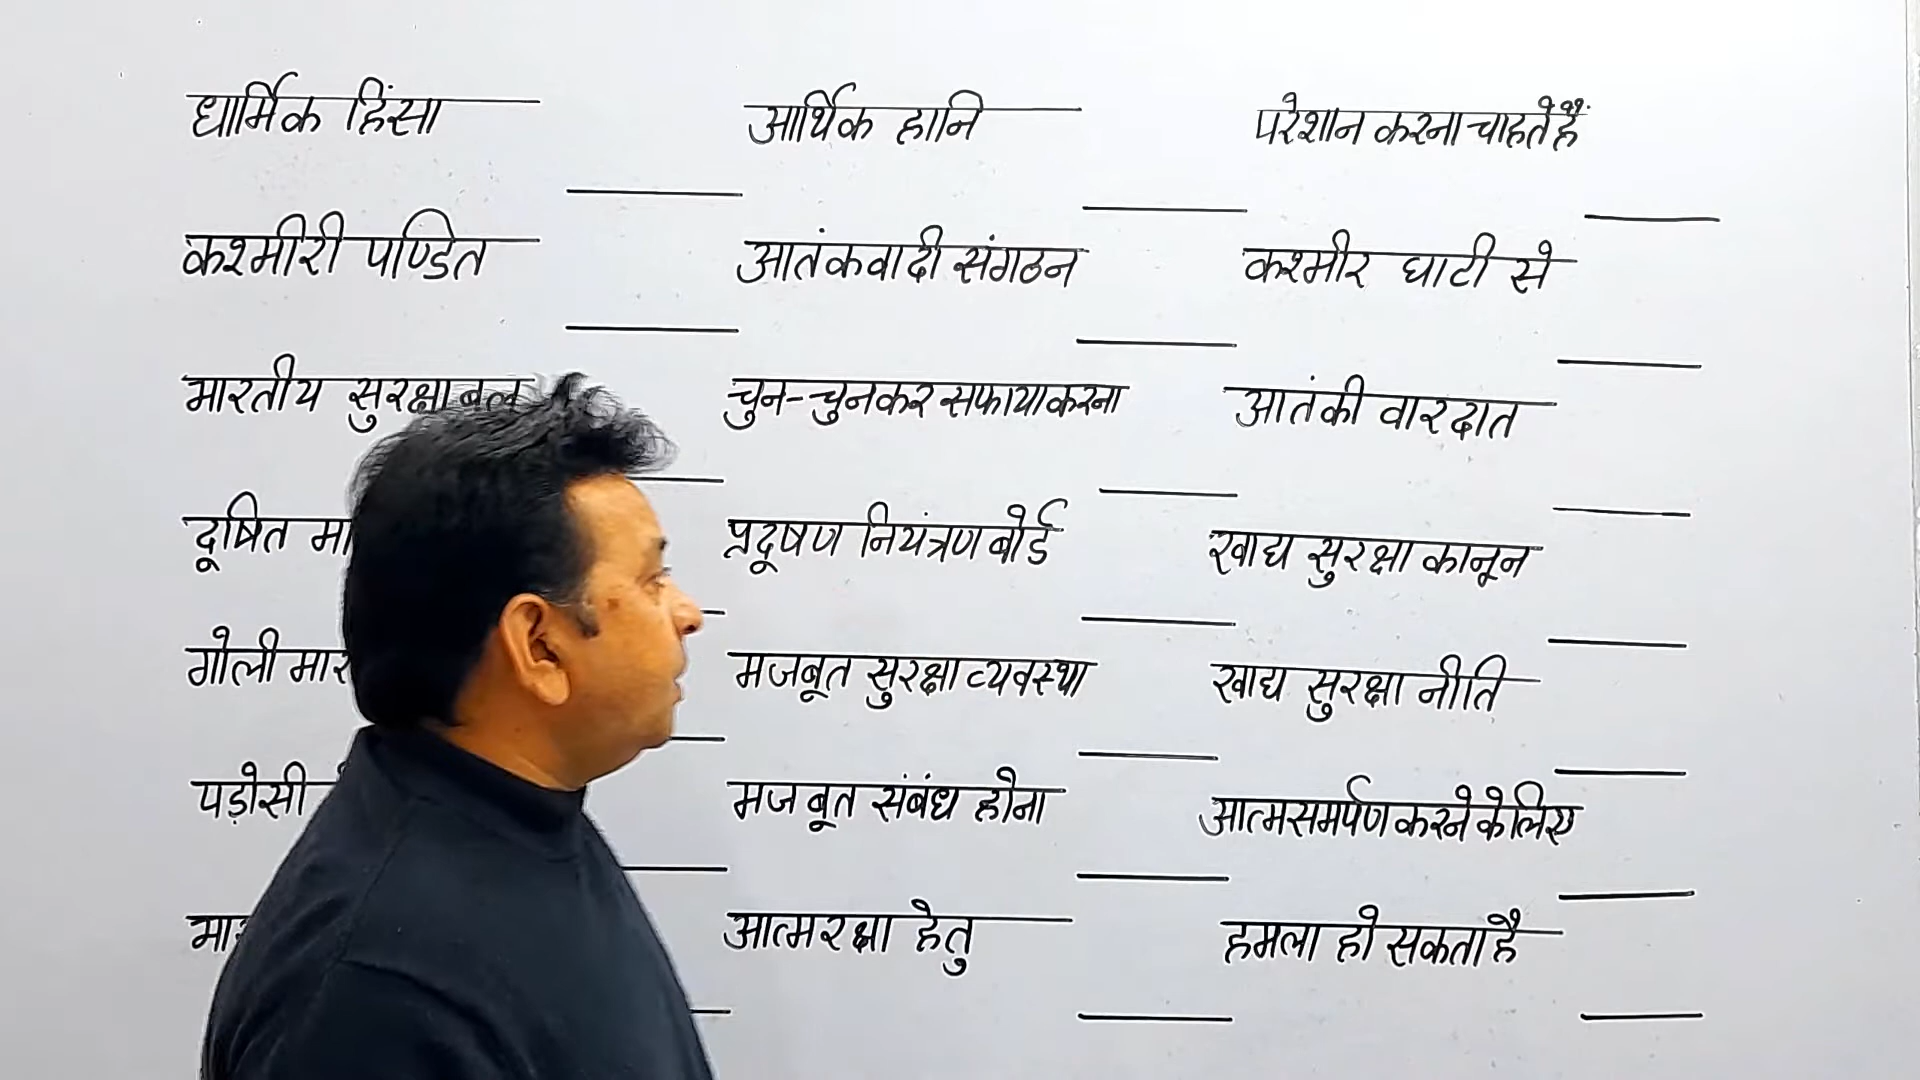 धार्मिक हिंसा
आर्थिक हानि
परेशान करना चाहते हैं
कश्मीरी पण्डित
आतंकवादी संगठन
कश्मीर घाटी से
भारतीय सुरक्षा बल
चुन-चुनकर सफाया करना
आतंकी वारदात
दूषित
प्रदूषण नियंत्रण बोर्ड
खाद्य सुरक्षा कानून
गोली
मजबूत सुरक्षा व्यवस्था
खाद्य सुरक्षा नीति
पड़ोसी
मजबूत संबंध होना
आत्मसमर्पण करने के लिए
आत्मरक्षा हेतु
हमला हो सकता है